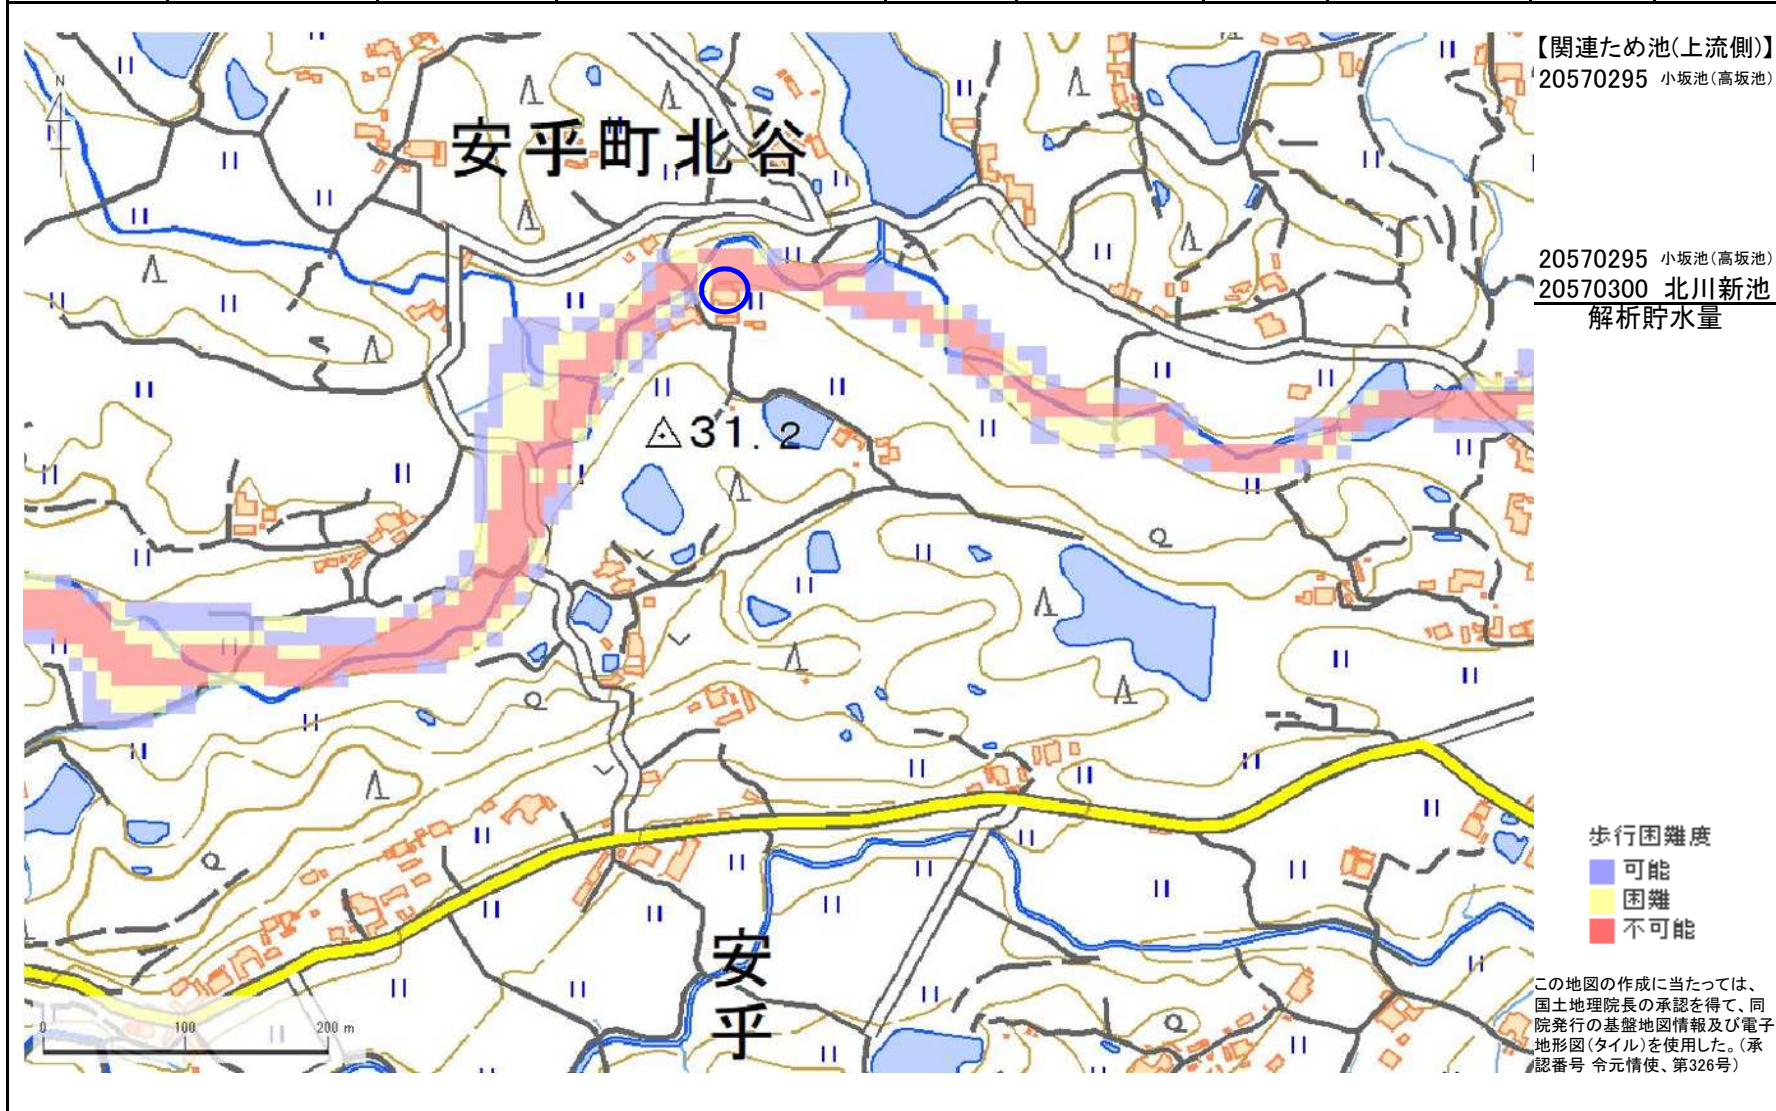 【関連ため池(上流側)】
20570295 小坂池(高坂池)
N
安乎町北谷
20570295 小坂池(高坂池)
20570300 北川新池
解析貯水量
31.2
歩行困難度
可能
困難
不可能
安乎
0 100 200 m
この地図の作成に当たっては、
国土地理院長の承認を得て、同
院発行の基盤地図情報及び電子
地形図(タイル)を使用した。(承
認番号 令元情使、第326号)